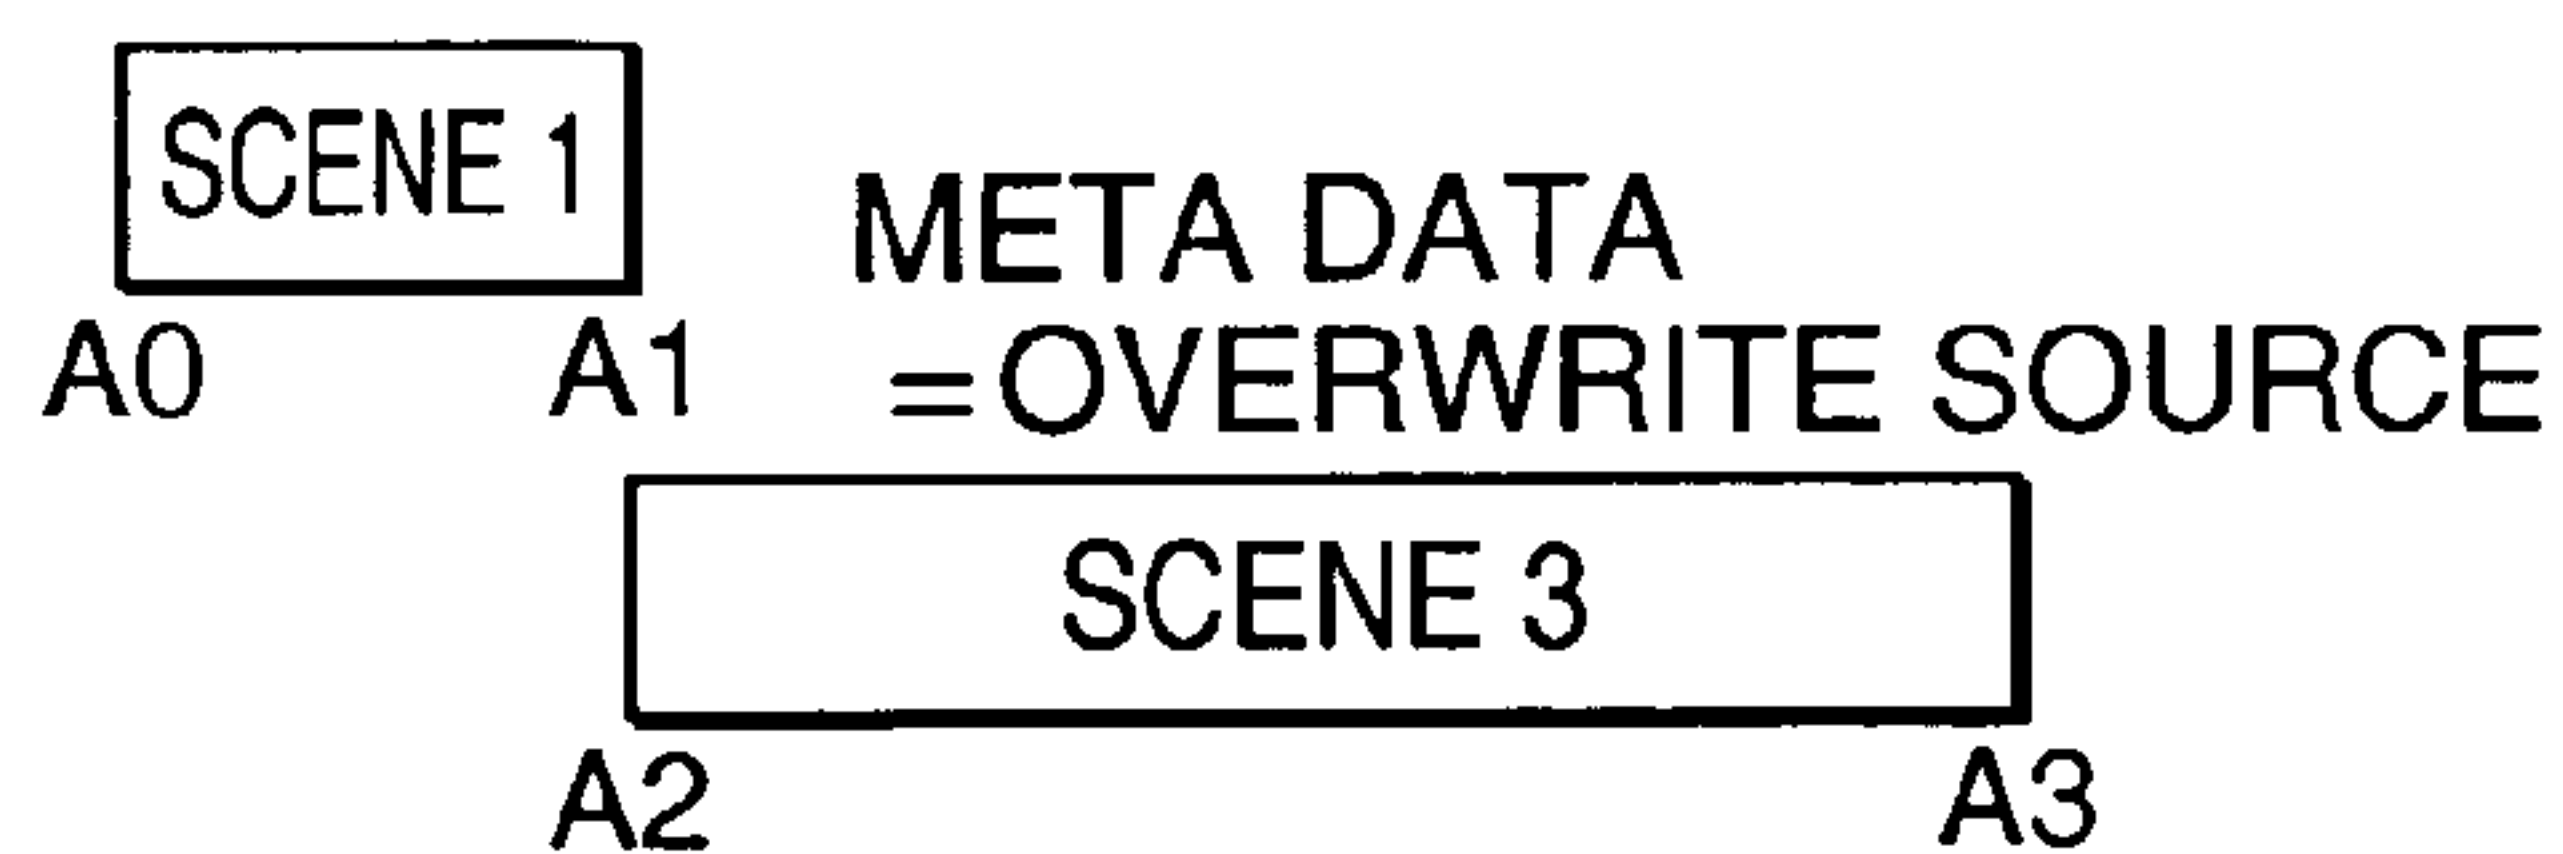 SCENE 1
META DATA
A0 A1 =OVERWRITE SOURCE
SCENE 3
A2 A3